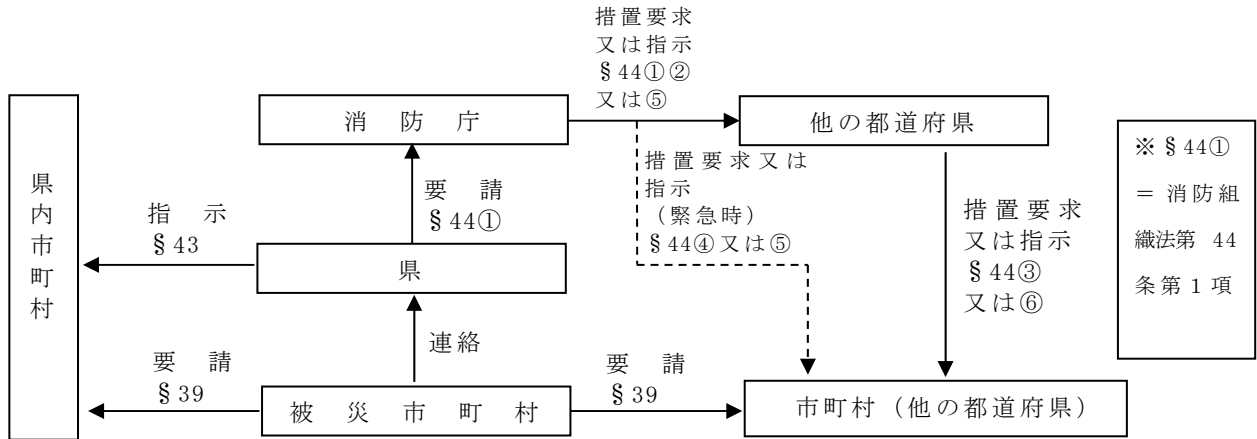 措置要求
又は指示
§44①②
又は⑤
消防庁
他の都道府県
※§44①
=消防組
織法第 44
条第1項
県内市町村
要請
§44①
措置要求又は
指示
（緊急時）
§44④又は⑤
措置要求
又は指示
§44③
又は⑥
指示
§43
県
連絡
要請
§39
被災市町村
要請
§39
市町村（他の都道府県）